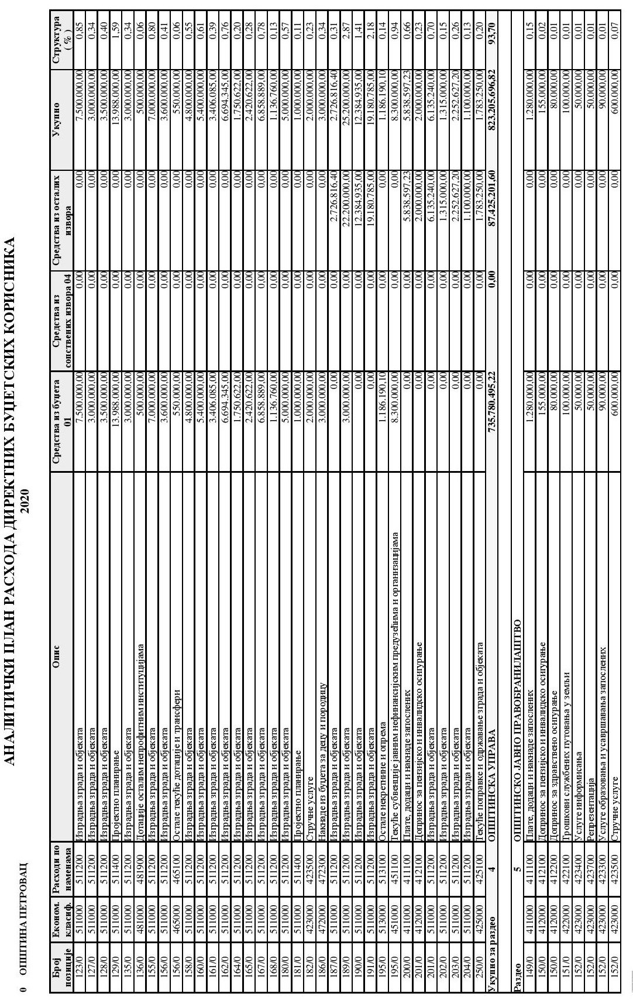 АНАЛИТИЧКИ ПЛАН РАСХОДА ДИРЕКТНИХ БУЏЕТСКИХ КОРИСНИКА
2020
0 ОПШТИНА ПЕТРОВАЦ
Број позиције Економ. класиф. Расходи по наменама Опис Средства из буџета 01 Средства из сопствених извора 04 Средства из осталих извора Укупно Структура ( % )
123/0 511000 511200 Изградња зграда и објеката 7.500.000,00 0,00 0,00 7.500.000,00 0,85
127/0 511000 511200 Изградња зграда и објеката 3.000.000,00 0,00 0,00 3.000.000,00 0,34
128/0 511000 511200 Изградња зграда и објеката 3.500.000,00 0,00 0,00 3.500.000,00 0,40
129/0 511000 511400 Пројектно планирање 13.988.000,00 0,00 0,00 13.988.000,00 1,59
135/0 511000 511200 Изградња зграда и објеката 3.000.000,00 0,00 0,00 3.000.000,00 0,34
136/0 481000 481900 Дотације осталим непрофитним институцијама 500.000,00 0,00 0,00 500.000,00 0,06
155/0 511000 511200 Изградња зграда и објеката 7.000.000,00 0,00 0,00 7.000.000,00 0,80
156/0 511000 511200 Изградња зграда и објеката 3.600.000,00 0,00 0,00 3.600.000,00 0,41
156/0 465000 465100 Остале текуће дотације и трансфери 550.000,00 0,00 0,00 550.000,00 0,06
158/0 511000 511200 Изградња зграда и објеката 4.800.000,00 0,00 0,00 4.800.000,00 0,55
160/0 511000 511200 Изградња зграда и објеката 5.400.000,00 0,00 0,00 5.400.000,00 0,61
161/0 511000 511200 Изградња зграда и објеката 3.406.085,00 0,00 0,00 3.406.085,00 0,39
162/0 511000 511200 Изградња зграда и објеката 6.694.345,00 0,00 0,00 6.694.345,00 0,76
164/0 511000 511200 Изградња зграда и објеката 1.750.622,00 0,00 0,00 1.750.622,00 0,20
165/0 511000 511200 Изградња зграда и објеката 2.420.622,00 0,00 0,00 2.420.622,00 0,28
167/0 511000 511200 Изградња зграда и објеката 6.858.889,00 0,00 0,00 6.858.889,00 0,78
168/0 511000 511200 Изградња зграда и објеката 1.136.760,00 0,00 0,00 1.136.760,00 0,13
180/0 511000 511200 Изградња зграда и објеката 5.000.000,00 0,00 0,00 5.000.000,00 0,57
181/0 511000 511400 Пројектно планирање 1.000.000,00 0,00 0,00 1.000.000,00 0,11
182/0 423000 423500 Стручне услуге 2.000.000,00 0,00 0,00 2.000.000,00 0,23
186/0 472000 472300 Накнаде из буџета за децу и породицу 3.000.000,00 0,00 0,00 3.000.000,00 0,34
187/0 511000 511200 Изградња зграда и објеката 0,00 0,00 2.726.816,40 2.726.816,40 0,31
189/0 511000 511200 Изградња зграда и објеката 3.000.000,00 0,00 22.200.000,00 25.200.000,00 2,87
190/0 511000 511200 Изградња зграда и објеката 0,00 0,00 12.384.935,00 12.384.935,00 1,41
191/0 511000 511200 Изградња зграда и објеката 0,00 0,00 19.180.785,00 19.180.785,00 2,18
195/0 513000 513100 Остале некретнине и опрема 1.186.190,10 0,00 0,00 1.186.190,10 0,14
195/0 451000 451100 Текуће субвенције јавним нефинансијским предузећима и организацијама 8.300.000,00 0,00 0,00 8.300.000,00 0,94
200/0 411000 411100 Плате, додаци и накнаде запослених 0,00 0,00 5.838.597,23 5.838.597,23 0,66
201/0 412000 412100 Допринос за пензијско и инвалидско осигурање 0,00 0,00 2.000.000,00 2.000.000,00 0,23
201/0 511000 511200 Изградња зграда и објеката 0,00 0,00 6.135.240,00 6.135.240,00 0,70
202/0 511000 511200 Изградња зграда и објеката 0,00 0,00 1.315.000,00 1.315.000,00 0,15
203/0 511000 511200 Изградња зграда и објеката 0,00 0,00 2.252.627,20 2.252.627,20 0,26
204/0 511000 511200 Изградња зграда и објеката 0,00 0,00 1.100.000,00 1.100.000,00 0,13
250/0 425000 425100 Текуће поправке и одржавање зграда и објеката 0,00 0,00 1.783.250,00 1.783.250,00 0,20
Укупно за раздео 4 ОПШТИНСКА УПРАВА 735.780.495,22 0,00 87.425.201,60 823.205.696,82 93,70
Раздео 5 ОПШТИНСКО ЈАВНО ПРАВОБРАНИЛАШТВО
149/0 411000 411100 Плате, додаци и накнаде запослених 1.280.000,00 0,00 0,00 1.280.000,00 0,15
150/0 412000 412100 Допринос за пензијско и инвалидско осигурање 155.000,00 0,00 0,00 155.000,00 0,02
150/0 412000 412200 Допринос за здравствено осигурање 80.000,00 0,00 0,00 80.000,00 0,01
151/0 422000 422100 Трошкови службених путовања у земљи 100.000,00 0,00 0,00 100.000,00 0,01
152/0 423000 423400 Услуге информисања 50.000,00 0,00 0,00 50.000,00 0,01
152/0 423000 423700 Репрезентација 50.000,00 0,00 0,00 50.000,00 0,01
152/0 423000 423300 Услуге образовања и усавршавања запослених 90.000,00 0,00 0,00 90.000,00 0,01
152/0 423000 423500 Стручне услуге 600.000,00 0,00 0,00 600.000,00 0,07